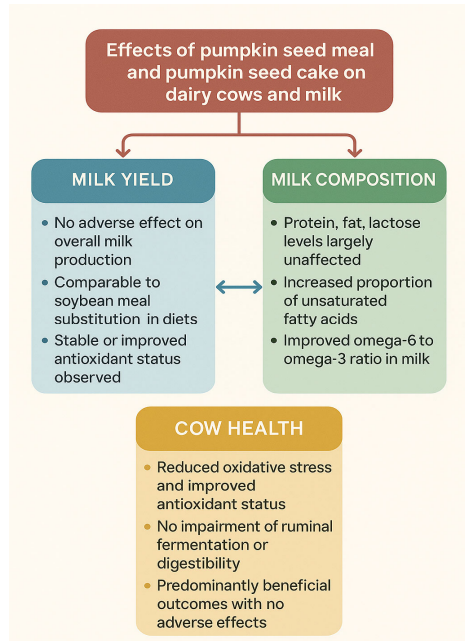 Effects of pumpkin seed meal
and pumpkin seed cake on
dairy cows and milk
MILK YIELD
• No adverse effect on
overall milk
production
• Comparable to
soybean meal
substitution in diets
• Stable or improved
antioxidant status
observed
MILK COMPOSITION
• Protein, fat, lactose
levels largely
unaffected
• Increased proportion
of unsaturated
fatty acids
• Improved omega-6 to
omega-3 ratio in milk
COW HEALTH
• Reduced oxidative stress
and improved
antioxidant status
• No impairment of ruminal
fermentation or
digestibility
• Predominantly beneficial
outcomes with no
adverse effects